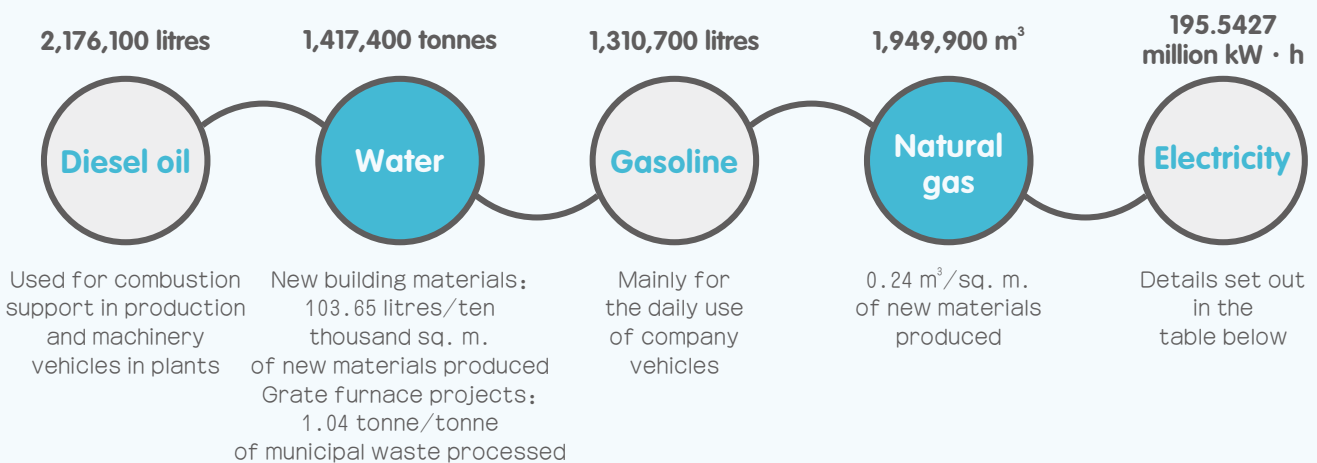 2,176,100 litres
Diesel oil
Used for combustion
support in production
and machinery
vehicles in plants
1,417,400 tonnes
Water
New building materials:
103.65 litres/ten
thousand sq. m.
of new materials produced
Grate furnace projects:
1.04 tonne/tonne
of municipal waste processed
1,310,700 litres
Gasoline
Mainly for
the daily use
of company
vehicles
1,949,900 m³
Natural
gas
0.24 m³/sq. m.
of new materials
produced
195.5427
million kW · h
Electricity
Details set out
in the
table below